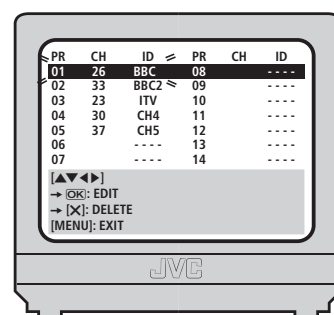 PR CH ID PR CH ID
01 26 BBC 08 - - - -
02 33 BBC2 09 - - - -
03 23 ITV 10 - - - -
04 30 CH4 11 - - - -
05 37 CH5 12 - - - -
06 - - - - 13 - - - -
07 - - - - 14 - - - -
[▲▼◀▶]
→ OK: EDIT
→ [X]: DELETE
[MENU]: EXIT
JVC